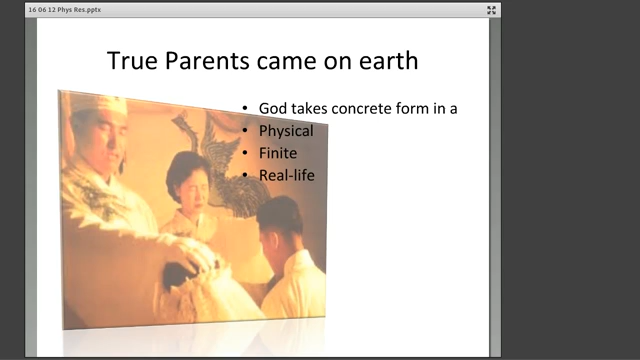 16 06 12 Phys Res.pptx
True Parents came on earth
• God takes concrete form in a
• Physical
• Finite
• Real-life